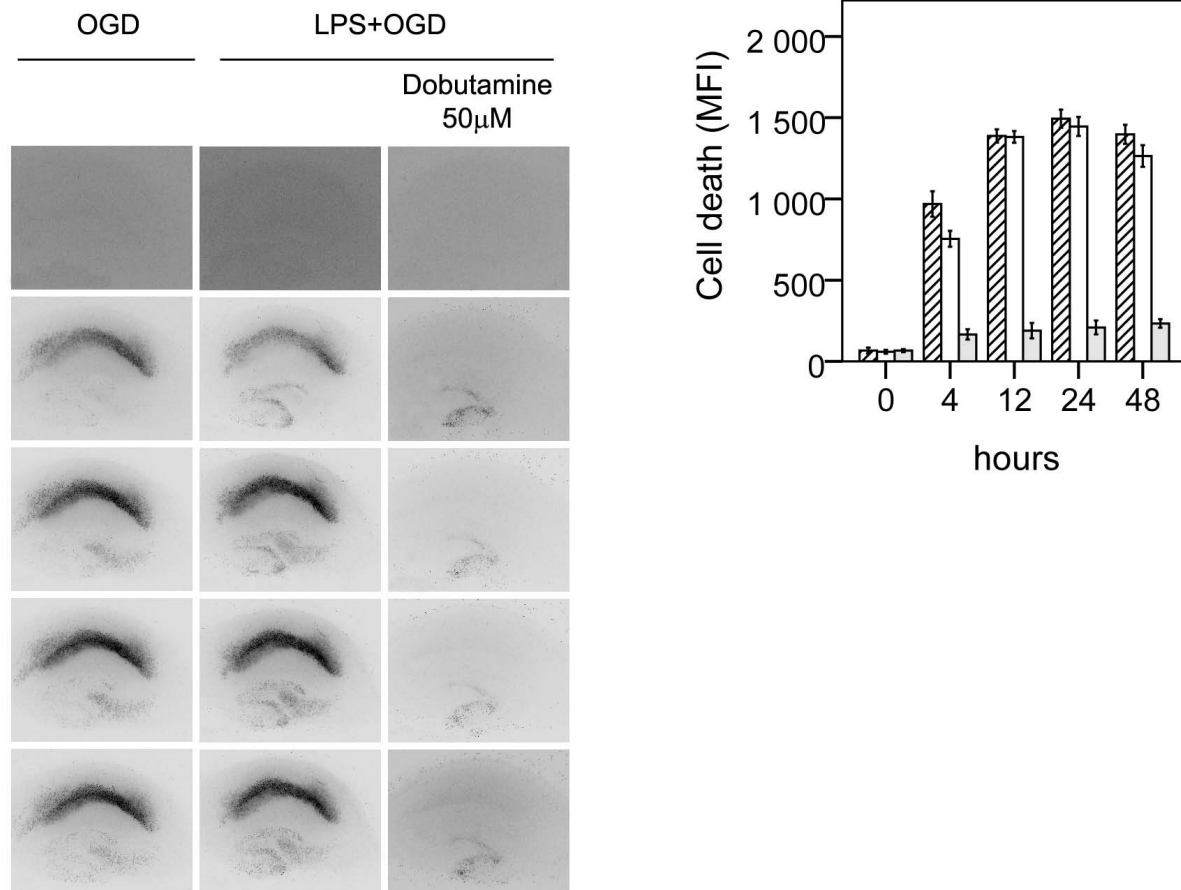 OGD
LPS+OGD
Dobutamine
50µM
Cell death (MFI)
2 000
1 500
1 000
500
0
0 4 12 24 48
hours